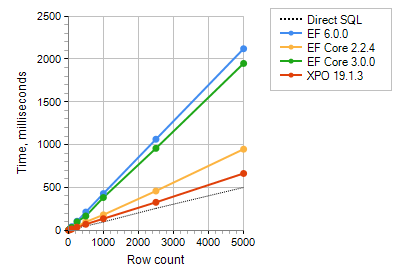 2500
2000
1500
1000
500
0
Time, milliseconds
0 1000 2000 3000 4000 5000
Row count
Direct SQL
EF 6.0.0
EF Core 2.2.4
EF Core 3.0.0
XPO 19.1.3